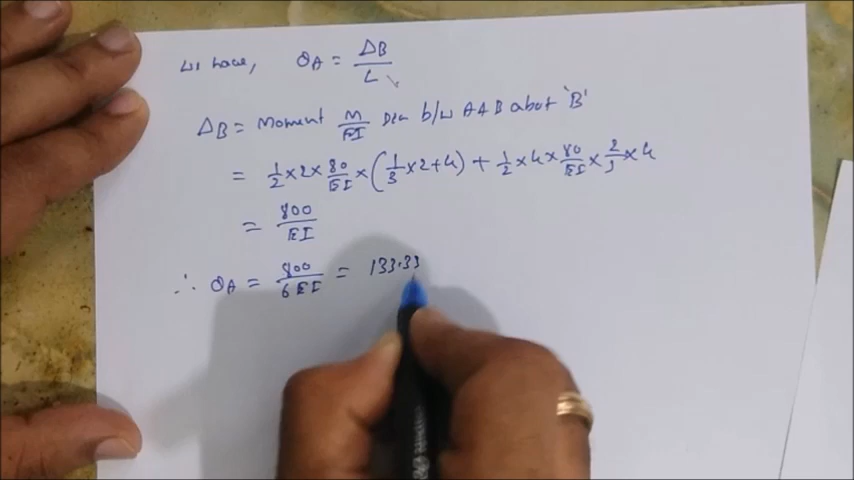 We have, θA = ΔB/L
ΔB = Moment M/EI Dia b/w A & B about 'B'
= 1/2 × 2 × 80/EI × (1/3 × 2 + 4) + 1/2 × 4 × 80/EI × 2/3 × 4
= 800/EI
∴ θA = 800/6EI = 133.33